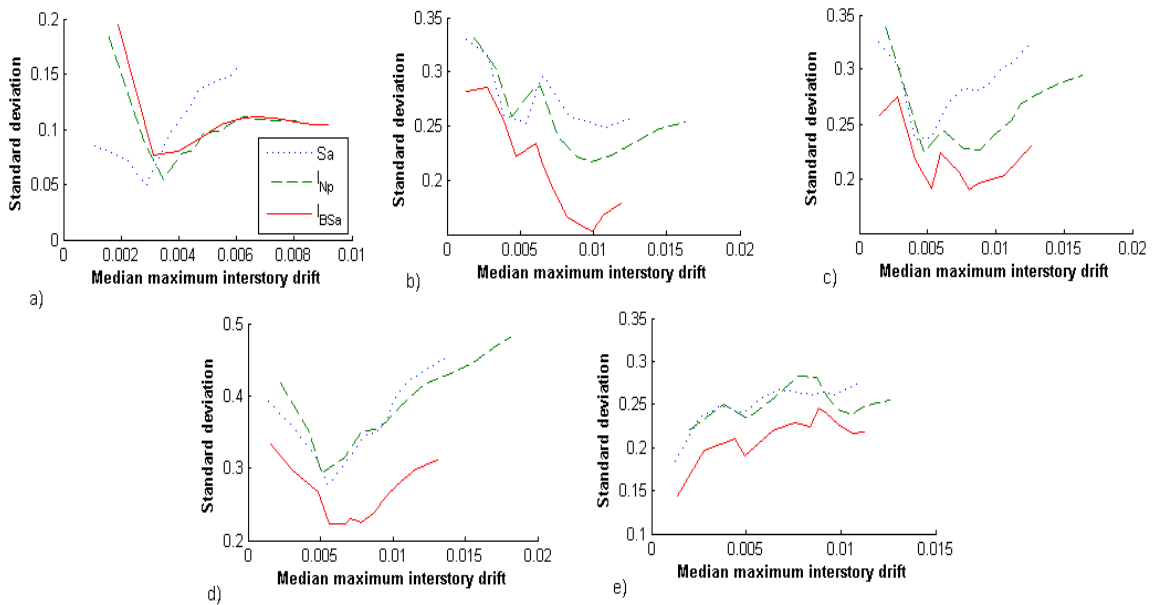 0.2
0.15
0.1
0.05
0
Standard deviation
0 0.002 0.004 0.006 0.008 0.01
Median maximum interstory drift
Sa
I_Np
I_BSa
a)
0.35
0.3
0.25
0.2
Standard deviation
0 0.005 0.01 0.015 0.02
Median maximum interstory drift
b)
0.35
0.3
0.25
0.2
Standard deviation
0 0.005 0.01 0.015 0.02
Median maximum interstory drift
c)
0.5
0.4
0.3
0.2
Standard deviation
0 0.005 0.01 0.015 0.02
Median maximum interstory drift
d)
0.35
0.3
0.25
0.2
0.15
0.1
Standard deviation
0 0.005 0.01 0.015
Median maximum interstory drift
e)